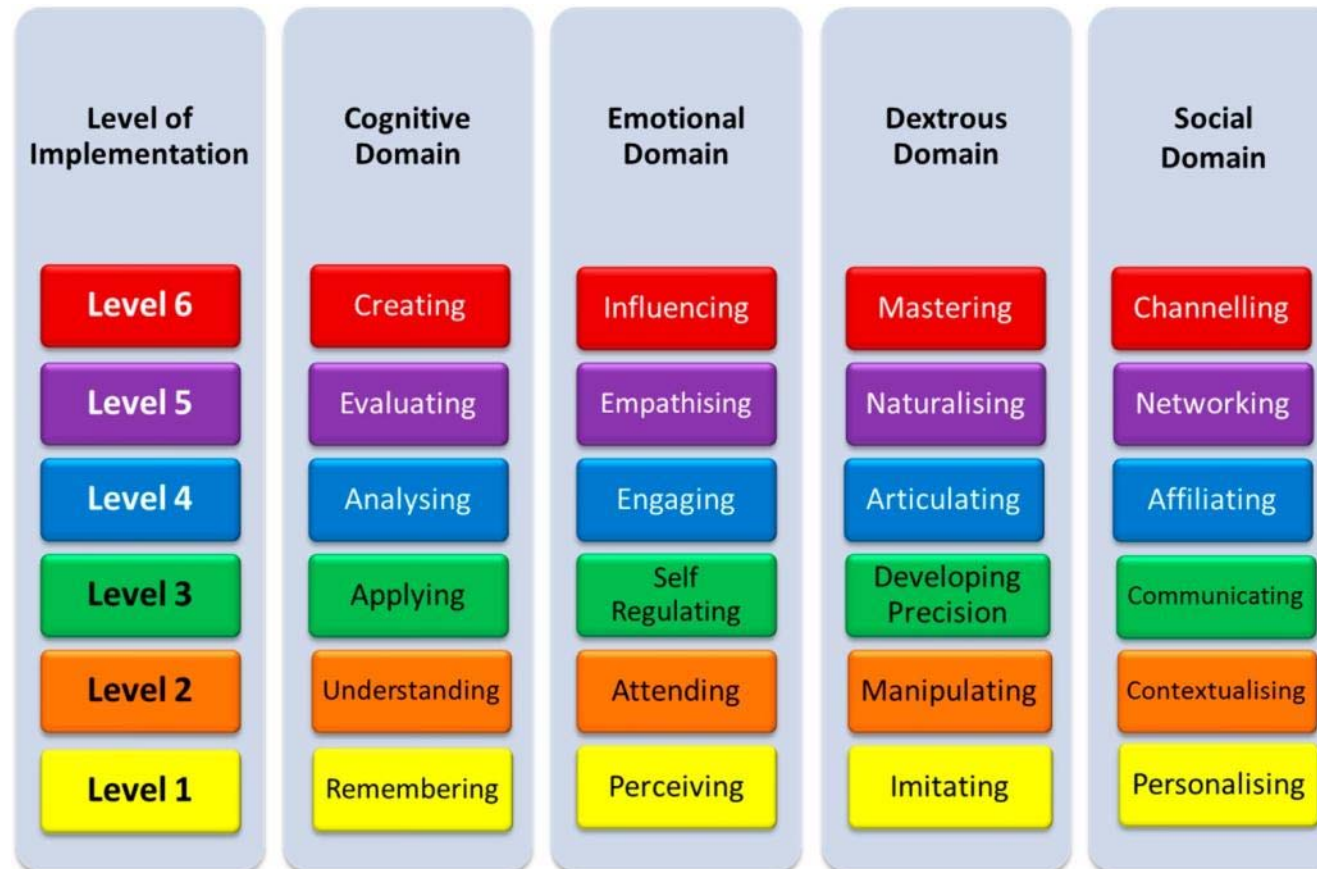 Level of
Implementation
Cognitive
Domain
Emotional
Domain
Dextrous
Domain
Social
Domain
Level 6
Creating
Influencing
Mastering
Channelling
Level 5
Evaluating
Empathising
Naturalising
Networking
Level 4
Analysing
Engaging
Articulating
Affiliating
Level 3
Applying
Self
Regulating
Developing
Precision
Communicating
Level 2
Understanding
Attending
Manipulating
Contextualising
Level 1
Remembering
Perceiving
Imitating
Personalising